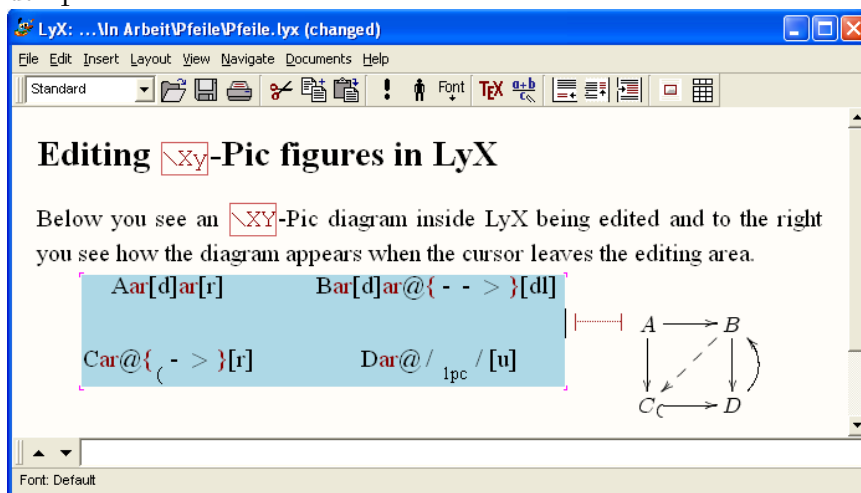 LyX: ...\In Arbeit\Pfeile\Pfeile.lyx (changed)
File Edit Insert Layout View Navigate Documents Help
Standard Font TEX a+b c
Editing \Xy-Pic figures in LyX
Below you see an \XY-Pic diagram inside LyX being edited and to the right
you see how the diagram appears when the cursor leaves the editing area.
Aar[d]ar[r] Bar[d]ar@{ - - > }[dl]
A B
Car@{ ( - > }[r] Dar@ / 1pc / [u]
C D
Font: Default